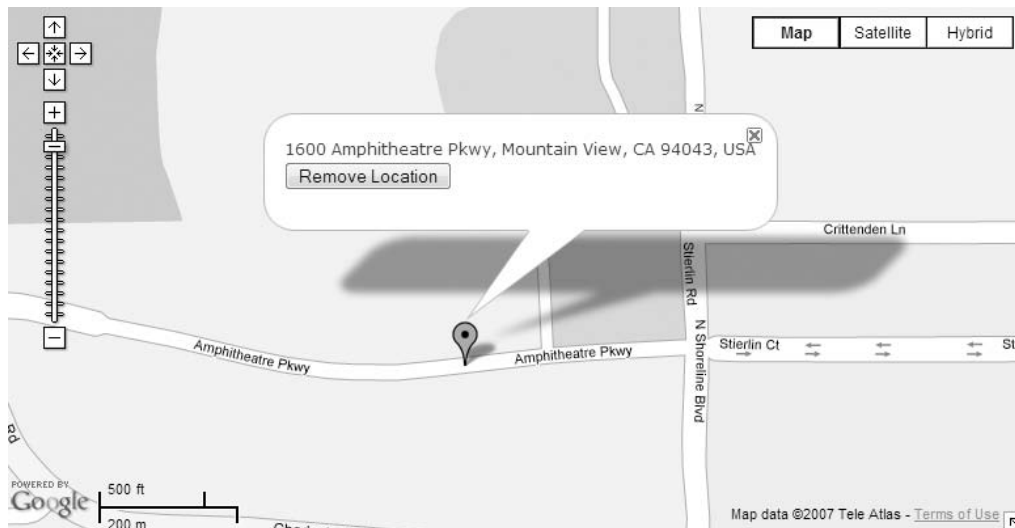 Map Satellite Hybrid
N
1600 Amphitheatre Pkwy, Mountain View, CA 94043, USA
Remove Location
Crittenden Ln
Stierlin Rd
Amphitheatre Pkwy
Amphitheatre Pkwy
N Shoreline Blvd
Stierlin Ct
St
Rd
POWERED BY
Google
500 ft
200 m
Map data ©2007 Tele Atlas - Terms of Use